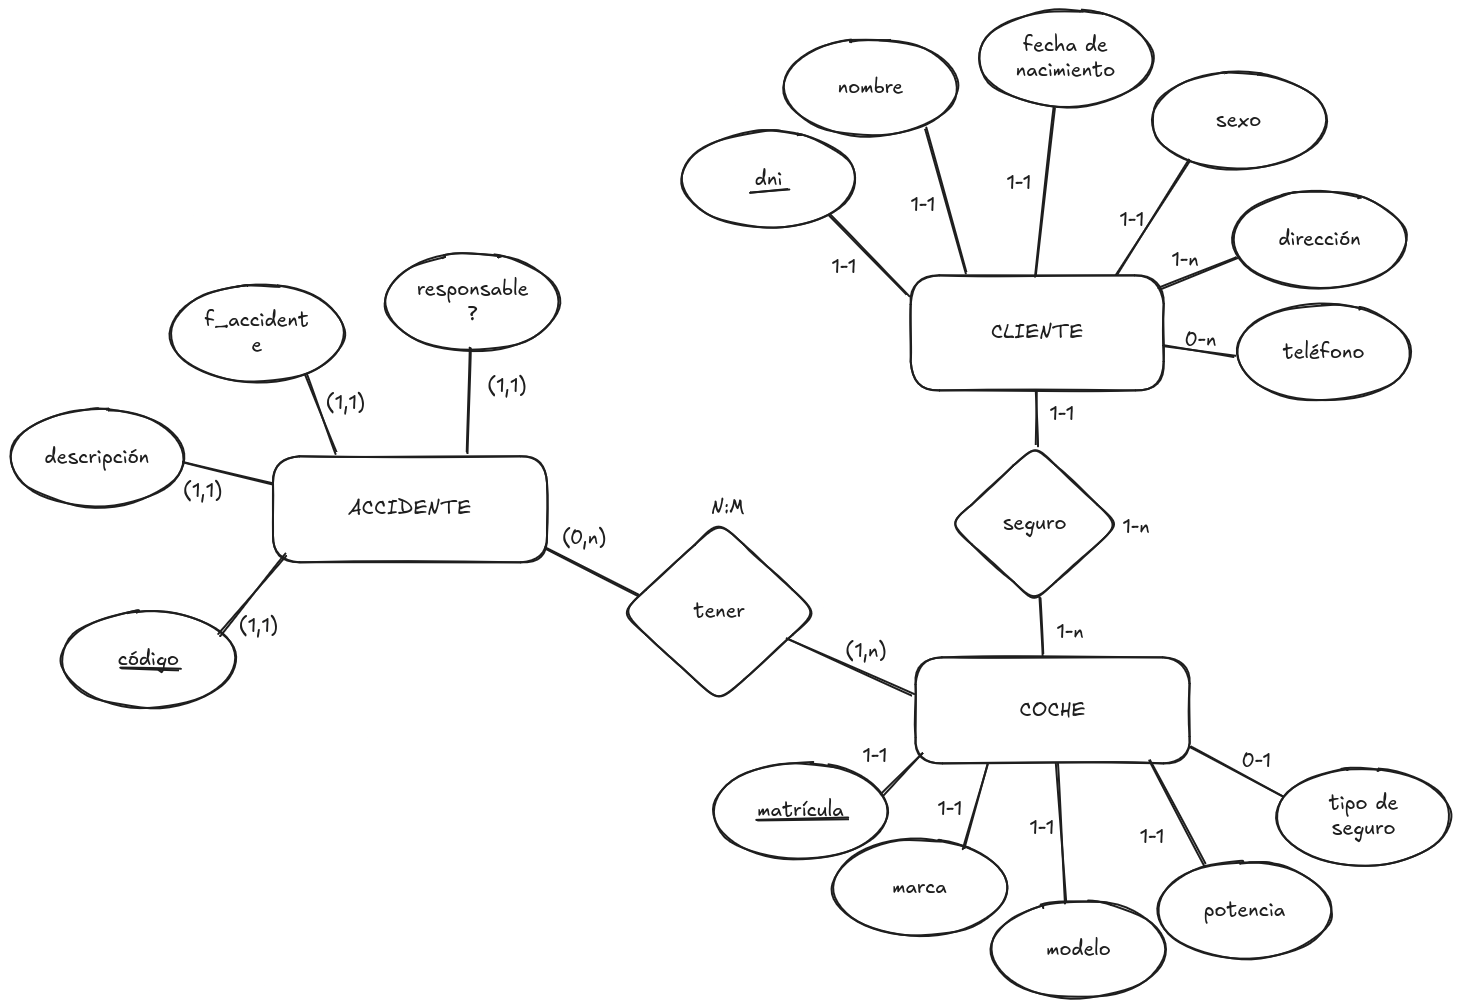 fecha de
nacimiento
nombre
sexo
dni
1-1
1-1
1-1
1-1
dirección
1-n
responsable
?
f_accident
e
CLIENTE
0-n
teléfono
(1,1)
(1,1)
1-1
descripción
(1,1)
ACCIDENTE
N:M
seguro
1-n
(0,n)
tener
(1,1)
código
(1,n)
1-n
COCHE
1-1
0-1
matrícula
1-1
1-1
1-1
tipo de
seguro
marca
potencia
modelo